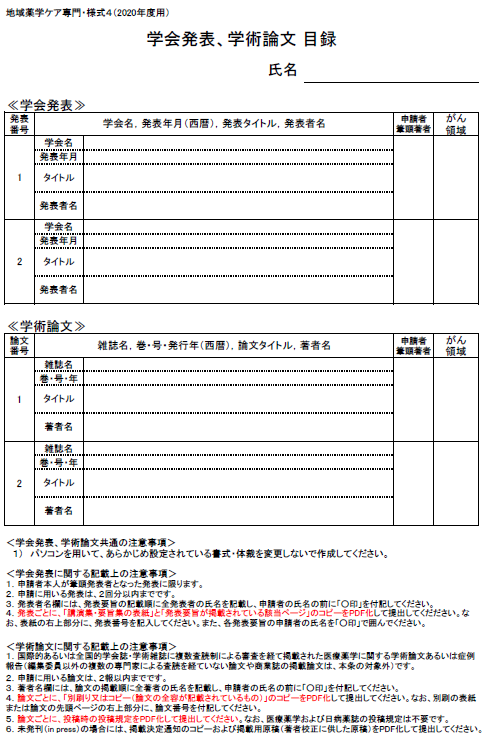 地域薬学ケア専門・様式4（2020年度用）
学会発表、学術論文 目録
氏名
≪学会発表≫
発表番号 学会名，発表年月（西暦），発表タイトル，発表者名 申請者筆頭著者 がん領域
1
学会名
発表年月
タイトル
発表者名
2
学会名
発表年月
タイトル
発表者名
≪学術論文≫
論文番号 雑誌名，巻・号・発行年（西暦），論文タイトル，著者名 申請者筆頭著者 がん領域
1
雑誌名
巻・号・年
タイトル
著者名
2
雑誌名
巻・号・年
タイトル
著者名
＜学会発表、学術論文共通の注意事項＞
1） パソコンを用いて、あらかじめ設定されている書式・体裁を変更しないで作成してください。
＜学会発表に関する記載上の注意事項＞
1．申請者本人が筆頭発表者となった発表に限ります。
2．申請に用いる発表は、2回分以内までです。
3．発表者名欄には、発表要旨の記載順に全発表者の氏名を記載し、申請者の氏名の前に「〇印」を付記してください。
4．発表ごとに、「講演集・要旨集の表紙」と「発表要旨が掲載されている該当ページ」のコピーをPDF化して提出してください。な
お、表紙の右上部分に、発表番号を記入してください。また、各発表要旨の申請者の氏名を「〇印」で囲んでください。
＜学術論文に関する記載上の注意事項＞
1．国際的あるいは全国的学会誌・学術雑誌に複数査読制による審査を経て掲載された医療薬学に関する学術論文あるいは症例
報告（編集委員以外の複数の専門家による査読を経ていない論文や商業誌の掲載論文は、本条の対象外）です。
2．申請に用いる論文は、2報以内までです。
3．著者名欄には、論文の掲載順に全著者の氏名を記載し、申請者の氏名の前に「〇印」を付記してください。
4．論文ごとに、「別刷り又はコピー（論文の全容が記載されているもの）」のコピーをPDF化して提出してください。なお、別刷の表紙
または論文の先頭ページの右上部分に、論文番号を付記してください。
5．論文ごとに、投稿時の投稿規定をPDF化して提出してください。なお、医療薬学および日病薬誌の投稿規定は不要です。
6．未発刊（in press）の場合には、掲載決定通知のコピーおよび掲載用原稿（著者校正に供した原稿）をPDF化して提出してください。